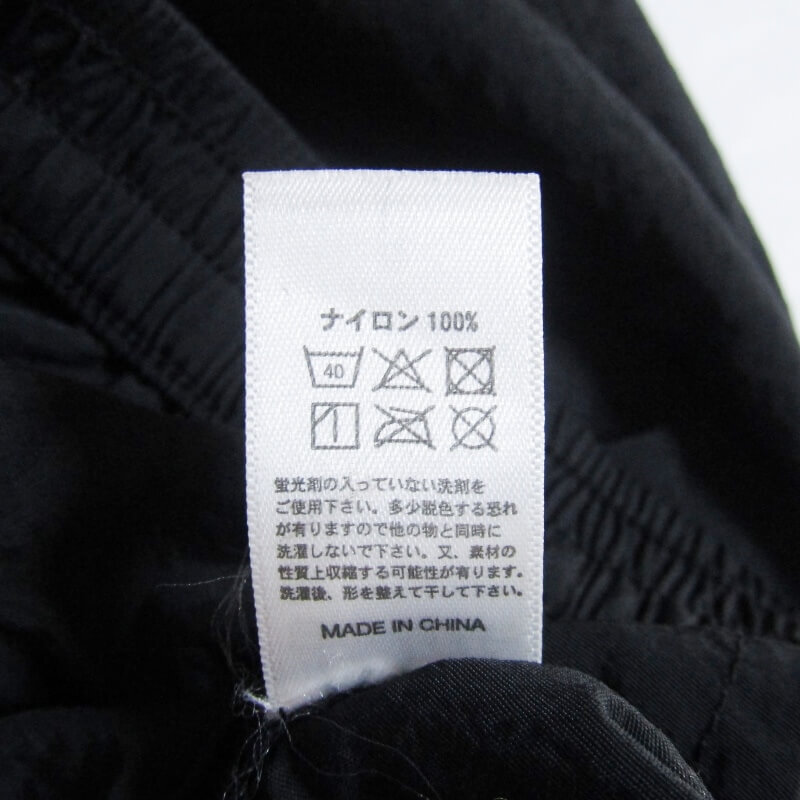 ナイロン 100%
40
蛍光剤の入っていない洗剤を
ご使用下さい。多少脱色する恐れ
が有りますので他の物と同時に
洗濯しないで下さい。又、素材の
性質上収縮する可能性が有ります。
洗濯後、形を整えて干して下さい。
MADE IN CHINA